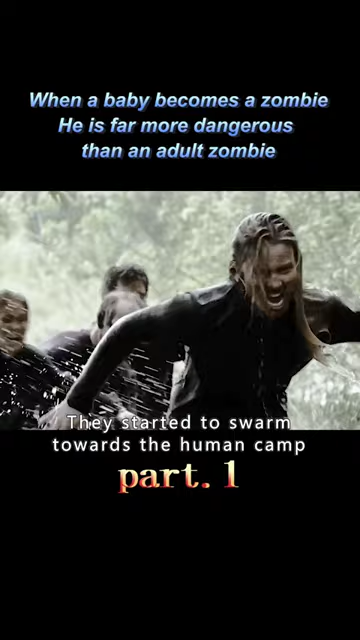 When a baby becomes a zombie
He is far more dangerous
than an adult zombie
They started to swarm
towards the human camp
part.1